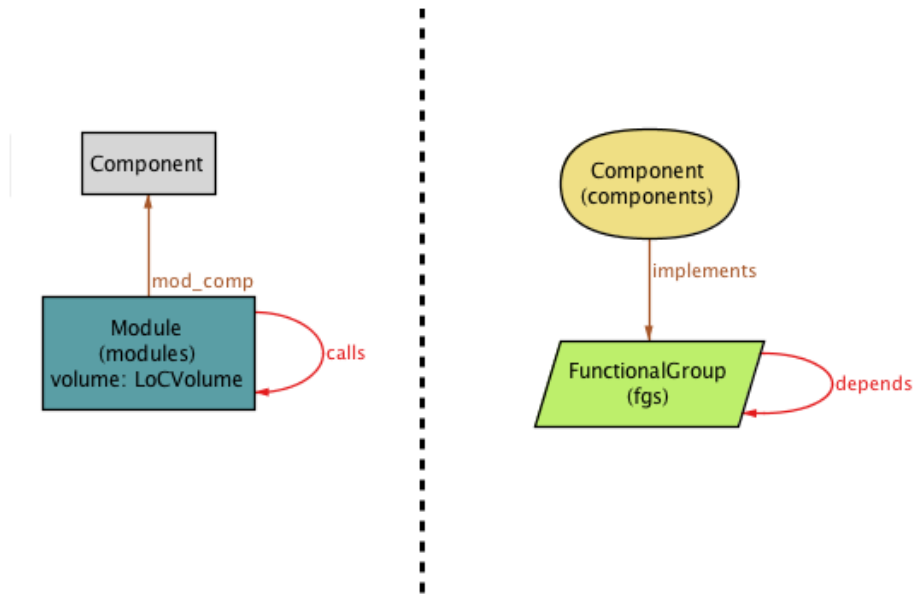 Component
mod_comp
Module
(modules)
volume: LoCVolume
calls
Component
(components)
implements
FunctionalGroup
(fgs)
depends